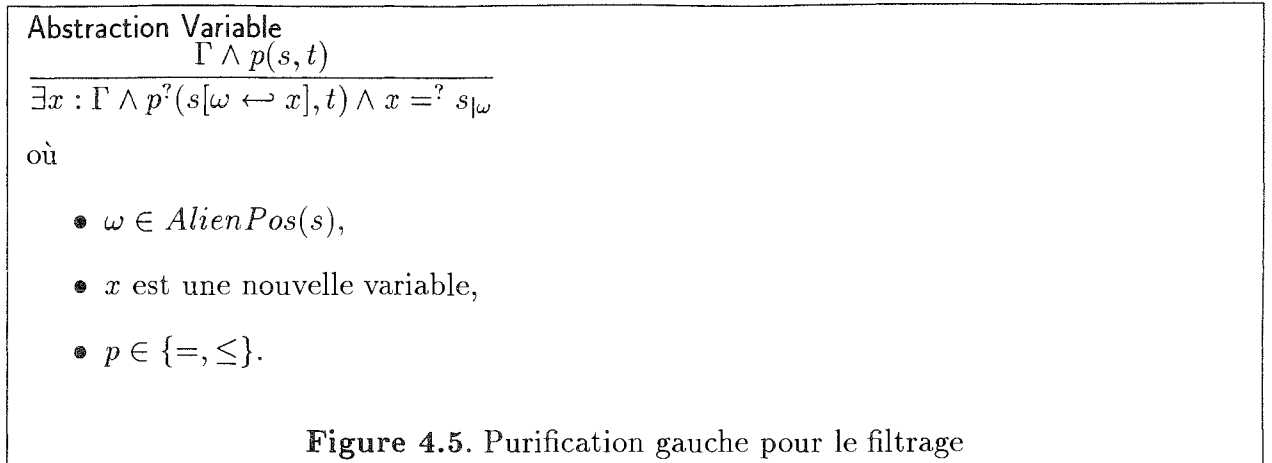 Abstraction Variable
Γ ∧ p(s, t)
∃x : Γ ∧ p?(s[ω ↩ x], t) ∧ x =? s|ω
où
• ω ∈ AlienPos(s),
• x est une nouvelle variable,
• p ∈ {=, ≤}.
Figure 4.5. Purification gauche pour le filtrage